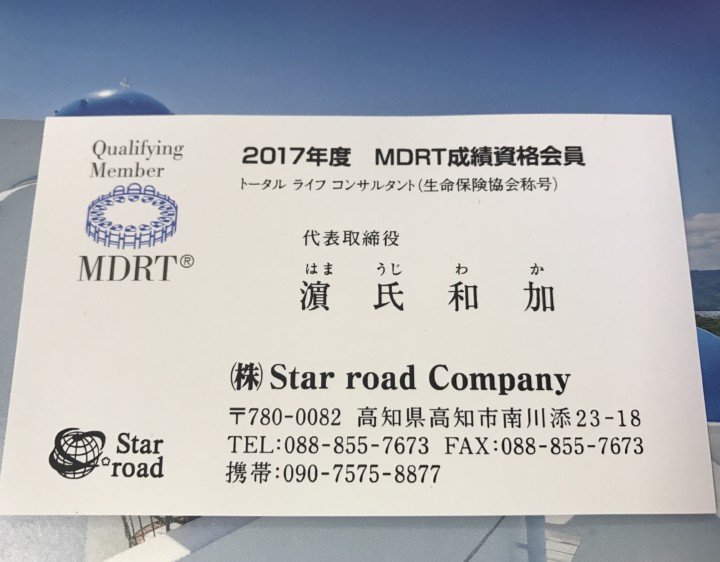 Qualifying
Member
MDRT®
2017年度 MDRT成績資格会員
トータル ライフ コンサルタント(生命保険協会称号)
代表取締役
はま うじ わ か
濵 氏 和 加
㈱ Star road Company
〒780-0082 高知県高知市南川添23-18
TEL:088-855-7673 FAX:088-855-7673
携帯:090-7575-8877
Star
road